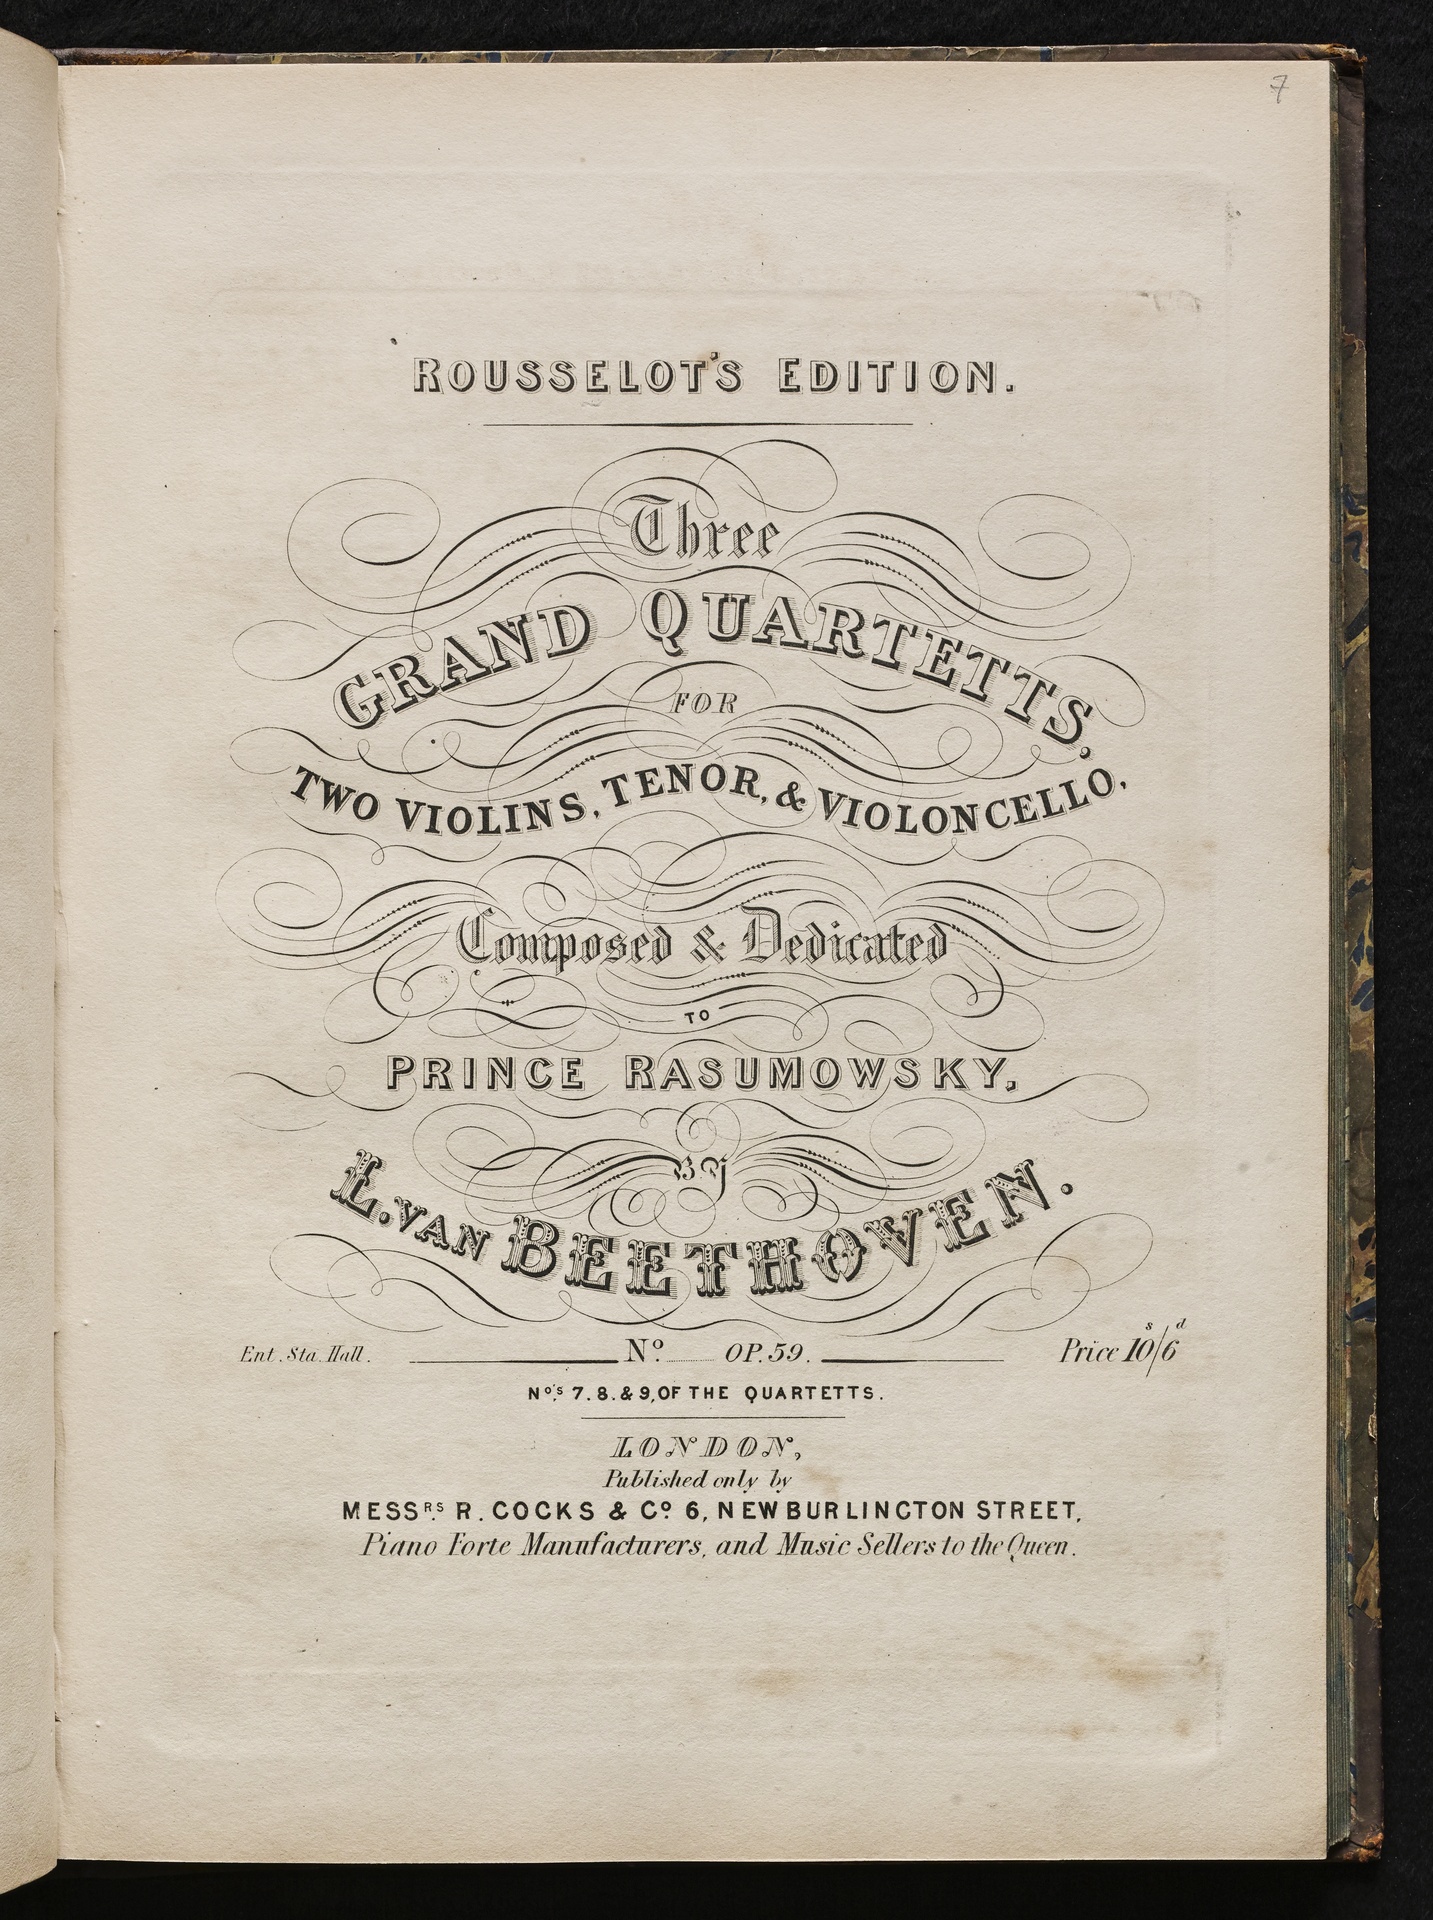 7
ROUSSELOT'S EDITION.
Three
GRAND QUARTETTS,
FOR
TWO VIOLINS, TENOR, & VIOLONCELLO,
Composed & Dedicated
TO
PRINCE RASUMOWSKY,
BY
L. VAN BEETHOVEN.
Ent. Sta. Hall. Nº. OP. 59. Price 10s/6d
Nos. 7. 8. & 9, OF THE QUARTETTS.
LONDON,
Published only by
MESSRS. R. COCKS & Cº. 6, NEW BURLINGTON STREET,
Piano Forte Manufacturers, and Music Sellers to the Queen.